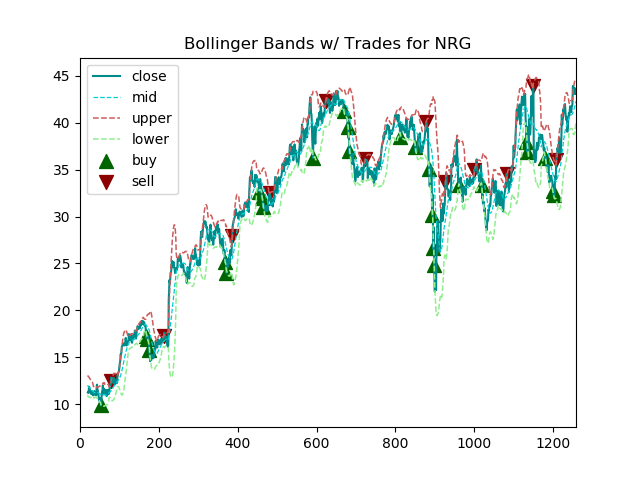 Bollinger Bands w/ Trades for NRG
close
mid
upper
lower
buy
sell
45
40
35
30
25
20
15
10
0 200 400 600 800 1000 1200